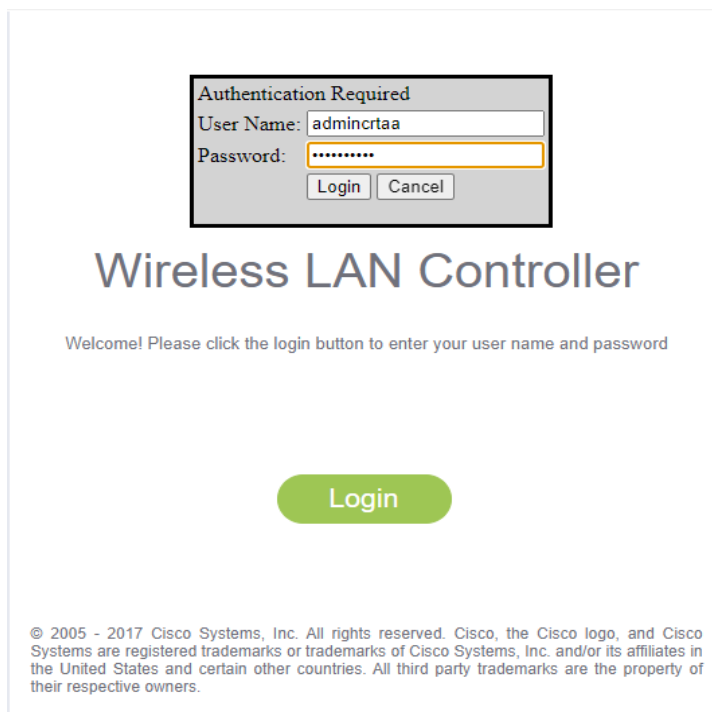 Authentication Required
User Name: admincrtaa
Password: ••••••••••
Login Cancel
Wireless LAN Controller
Welcome! Please click the login button to enter your user name and password
Login
© 2005 - 2017 Cisco Systems, Inc. All rights reserved. Cisco, the Cisco logo, and Cisco
Systems are registered trademarks or trademarks of Cisco Systems, Inc. and/or its affiliates in
the United States and certain other countries. All third party trademarks are the property of
their respective owners.